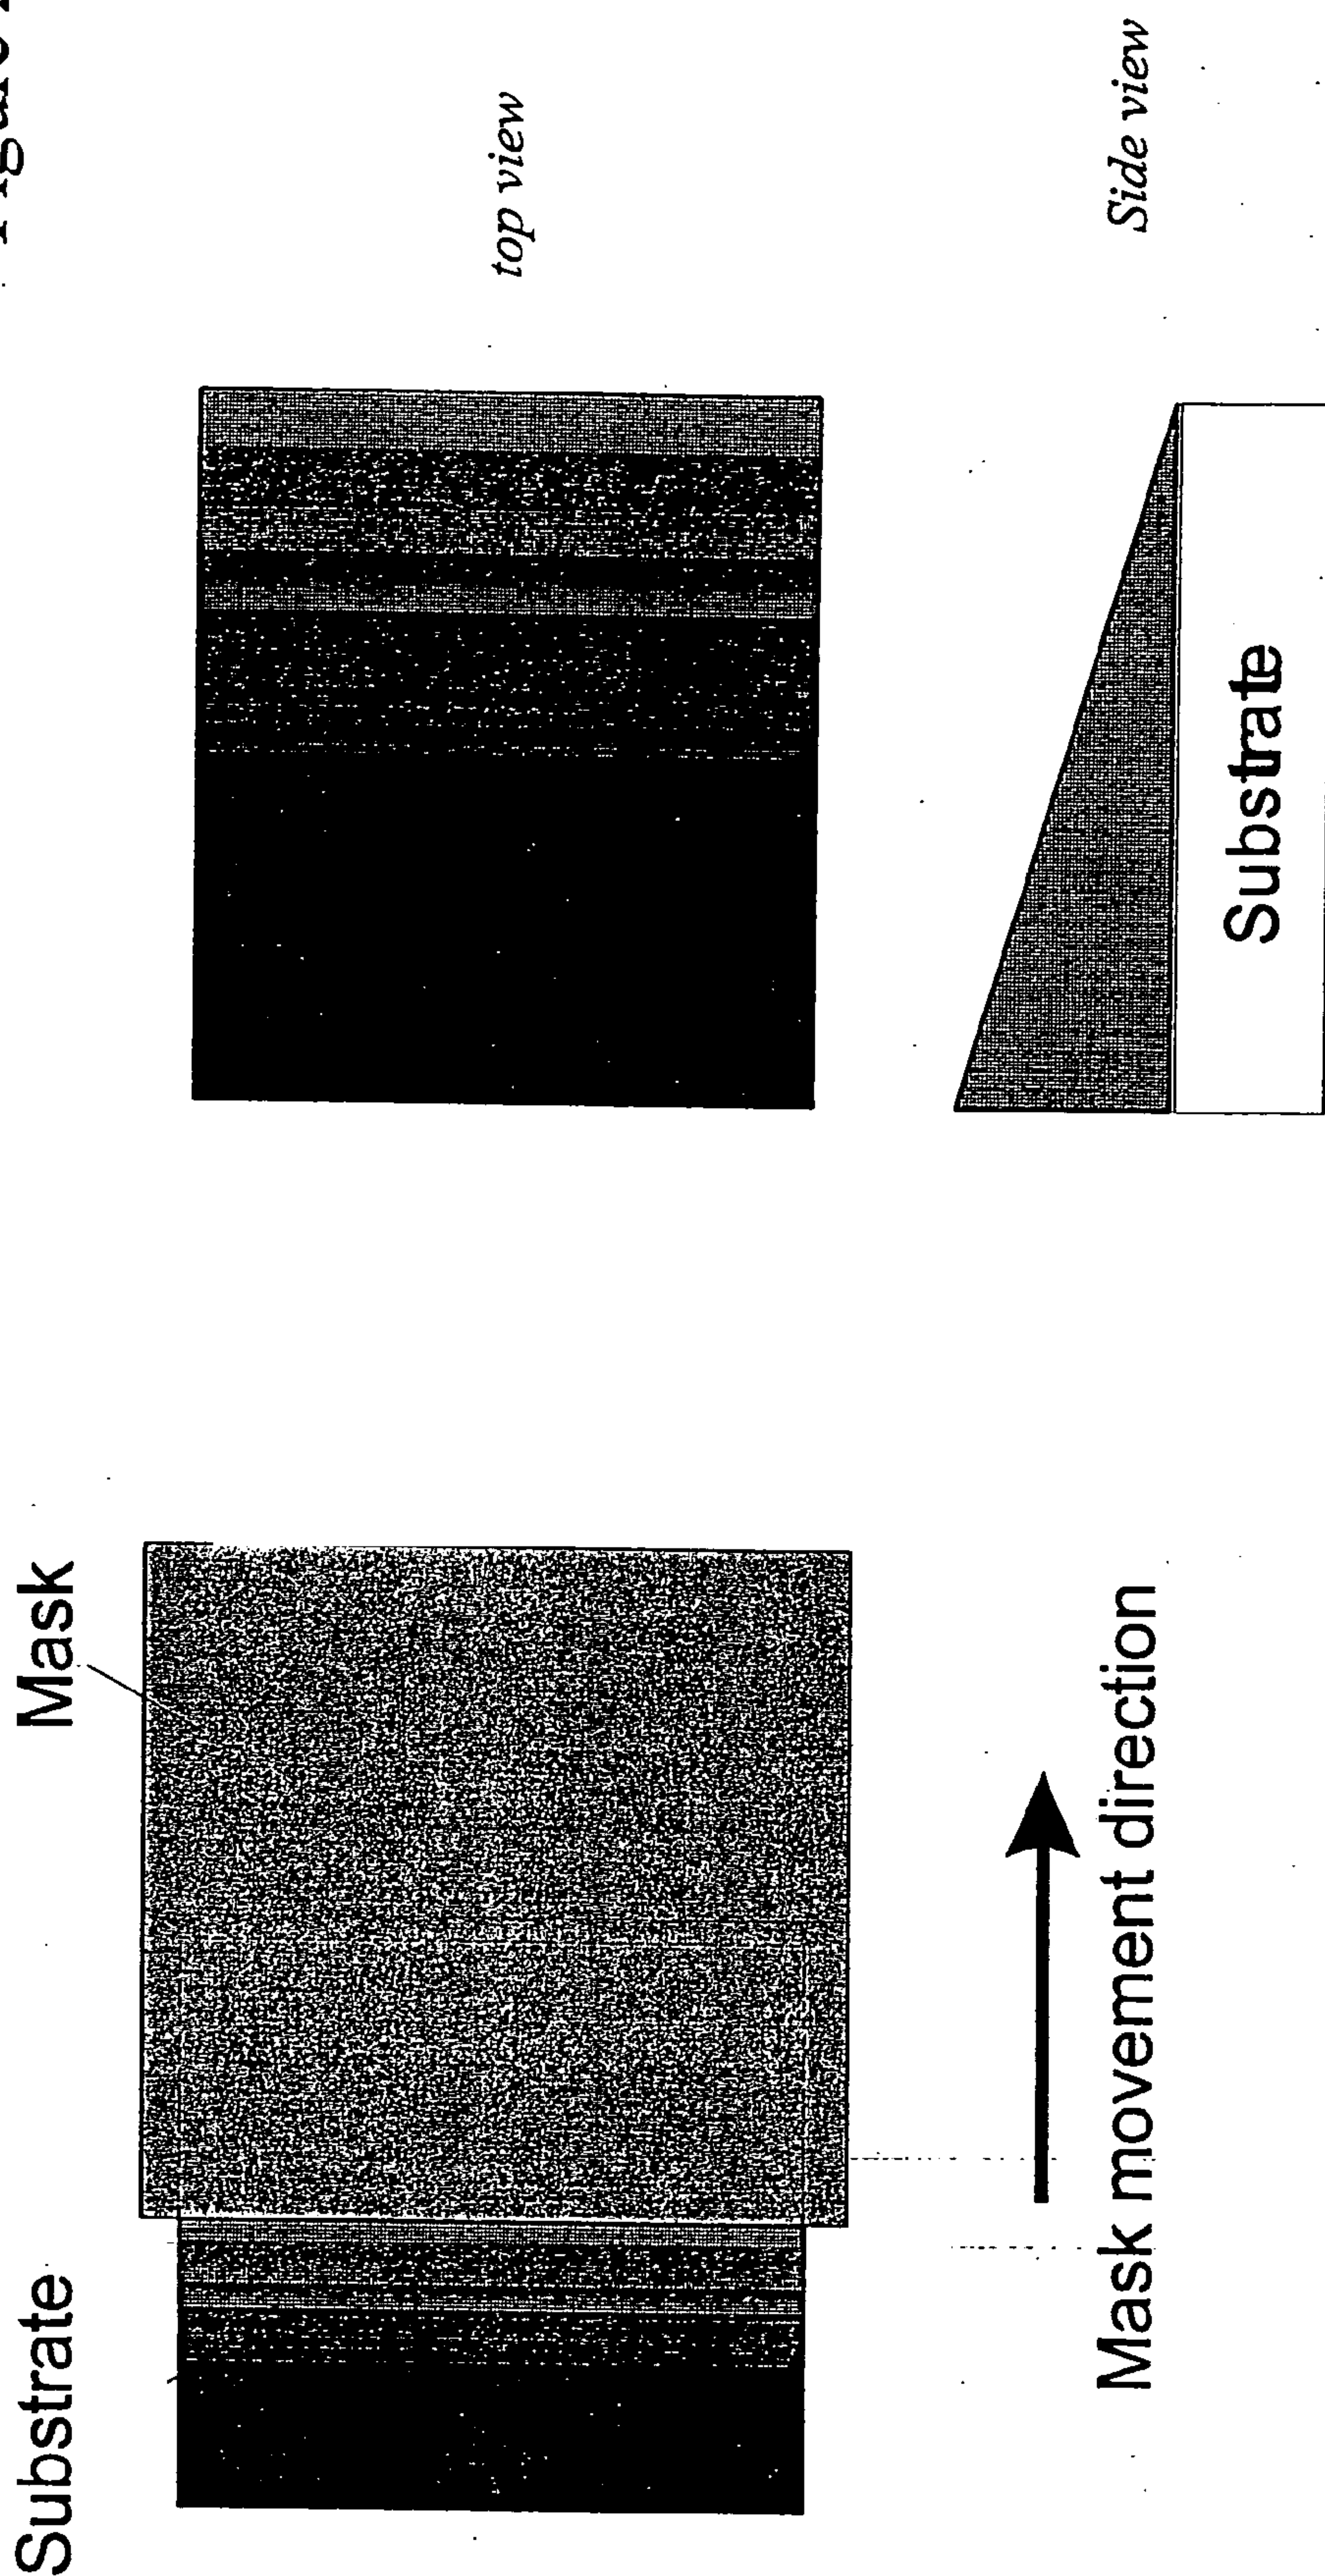 Substrate
Mask
Mask movement direction
top view
Side view
Substrate